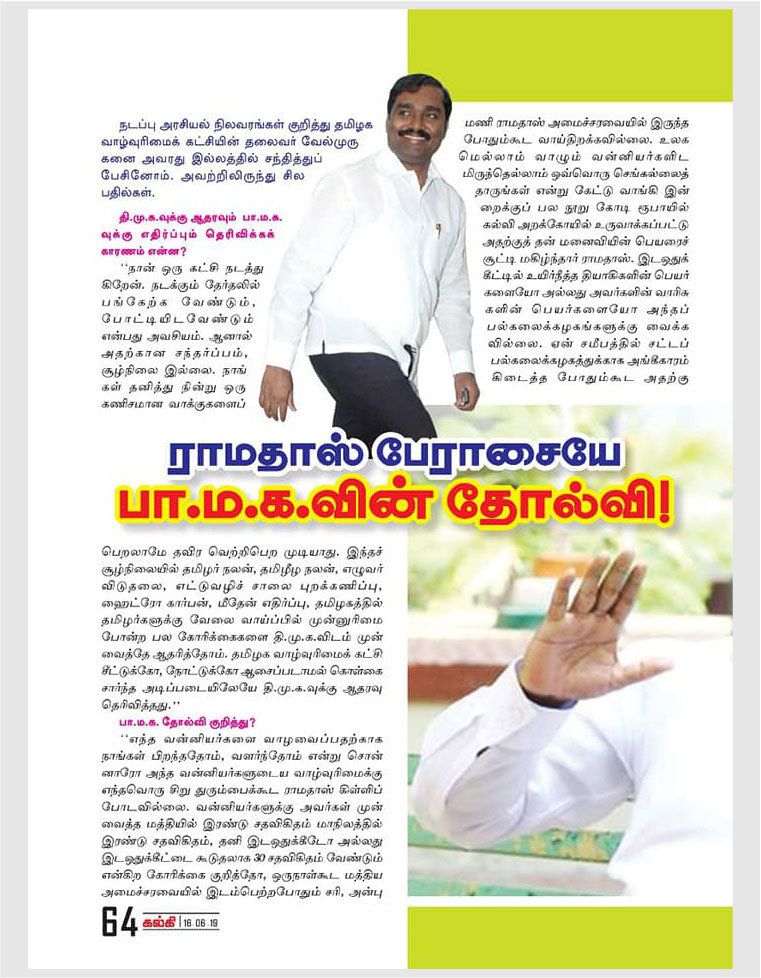 நடப்பு அரசியல் நிலவரங்கள் குறித்து தமிழக
வாழ்வுரிமைக் கட்சியின் தலைவர் வேல்முரு
கனை அவரது இல்லத்தில் சந்தித்துப்
பேசினோம். அவற்றிலிருந்து சில
பதில்கள்.
தி.மு.க.வுக்கு ஆதரவும் பா.ம.க.
வுக்கு எதிர்ப்பும் தெரிவிக்கக்
காரணம் என்ன?
‘‘நான் ஒரு கட்சி நடத்து
கிறேன். நடக்கும் தேர்தலில்
பங்கேற்க வேண்டும்,
போட்டியிடவேண்டும்
என்பது அவசியம். ஆனால்
அதற்கான சந்தர்ப்பம்,
சூழ்நிலை இல்லை. நாங்
கள் தனித்து நின்று ஒரு
கணிசமான வாக்குகளைப்
மணி ராமதாஸ் அமைச்சரவையில் இருந்த
போதும்கூட வாய்திறக்கவில்லை. உலக
மெல்லாம் வாழும் வன்னியர்களிட
மிருந்தெல்லாம் ஒவ்வொரு செங்கல்லைத்
தாருங்கள் என்று கேட்டு வாங்கி இன்
றைக்குப் பல நூறு கோடி ரூபாயில்
கல்வி அறக்கோயில் உருவாக்கப்பட்டு
அதற்குத் தன் மனைவியின் பெயரைச்
சூட்டி மகிழ்ந்தார் ராமதாஸ். இடஒதுக்
கீட்டில் உயிர்நீத்த தியாகிகளின் பெயர்
களையோ அல்லது அவர்களின் வாரிசு
களின் பெயர்களையோ அந்தப்
பல்கலைக்கழகங்களுக்கு வைக்க
வில்லை. ஏன் சமீபத்தில் சட்டப்
பல்கலைக்கழகத்துக்காக அங்கீகாரம்
கிடைத்த போதும்கூட அதற்கு
ராமதாஸ் பேராசையே
பா.ம.க.வின் தோல்வி!
பெறலாமே தவிர வெற்றிபெற முடியாது. இந்தச்
சூழ்நிலையில் தமிழர் நலன், தமிழீழ நலன், எழுவர்
விடுதலை, எட்டுவழிச் சாலை புறக்கணிப்பு,
ஹைட்ரோ கார்பன், மீதேன் எதிர்ப்பு, தமிழகத்தில்
தமிழர்களுக்கு வேலை வாய்ப்பில் முன்னுரிமை
போன்ற பல கோரிக்கைகளை தி.மு.க.விடம் முன்
வைத்தே ஆதரித்தோம். தமிழக வாழ்வுரிமைக் கட்சி
சீட்டுக்கோ, நோட்டுக்கோ ஆசைப்படாமல் கொள்கை
சார்ந்த அடிப்படையிலேயே தி.மு.க.வுக்கு ஆதரவு
தெரிவித்தது.’’
பா.ம.க. தோல்வி குறித்து?
‘‘எந்த வன்னியர்களை வாழவைப்பதற்காக
நாங்கள் பிறந்ததோம், வளர்ந்தோம் என்று சொன்
னாரோ அந்த வன்னியர்களுடைய வாழ்வுரிமைக்கு
எந்தவொரு சிறு துரும்பைக்கூட ராமதாஸ் கிள்ளிப்
போடவில்லை. வன்னியர்களுக்கு அவர்கள் முன்
வைத்த மத்தியில் இரண்டு சதவிகிதம் மாநிலத்தில்
இரண்டு சதவிகிதம், தனி இடஒதுக்கீடோ அல்லது
இடஒதுக்கீட்டை கூடுதலாக 30 சதவிகிதம் வேண்டும்
என்கிற கோரிக்கை குறித்தோ, ஒருநாள்கூட மத்திய
அமைச்சரவையில் இடம்பெற்றபோதும் சரி, அன்பு
64 கல்கி | 16·06·19